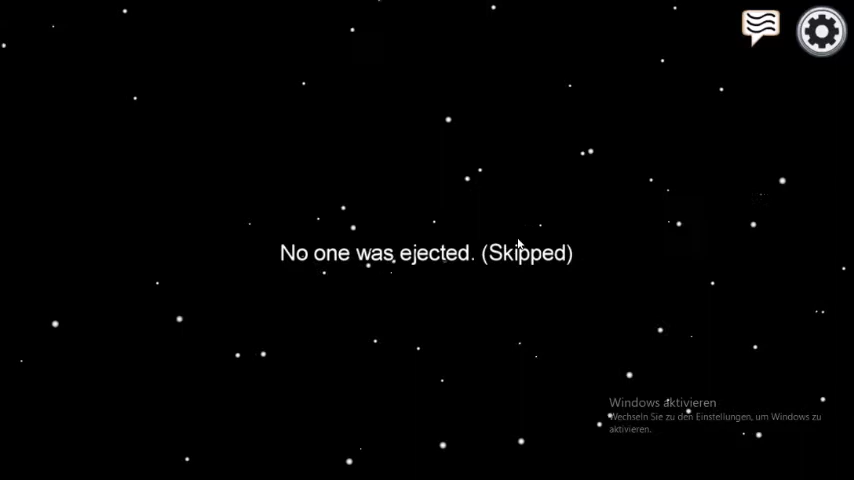 No one was ejected. (Skipped)
Windows aktivieren
Wechseln Sie zu den Einstellungen, um Windows zu
aktivieren.